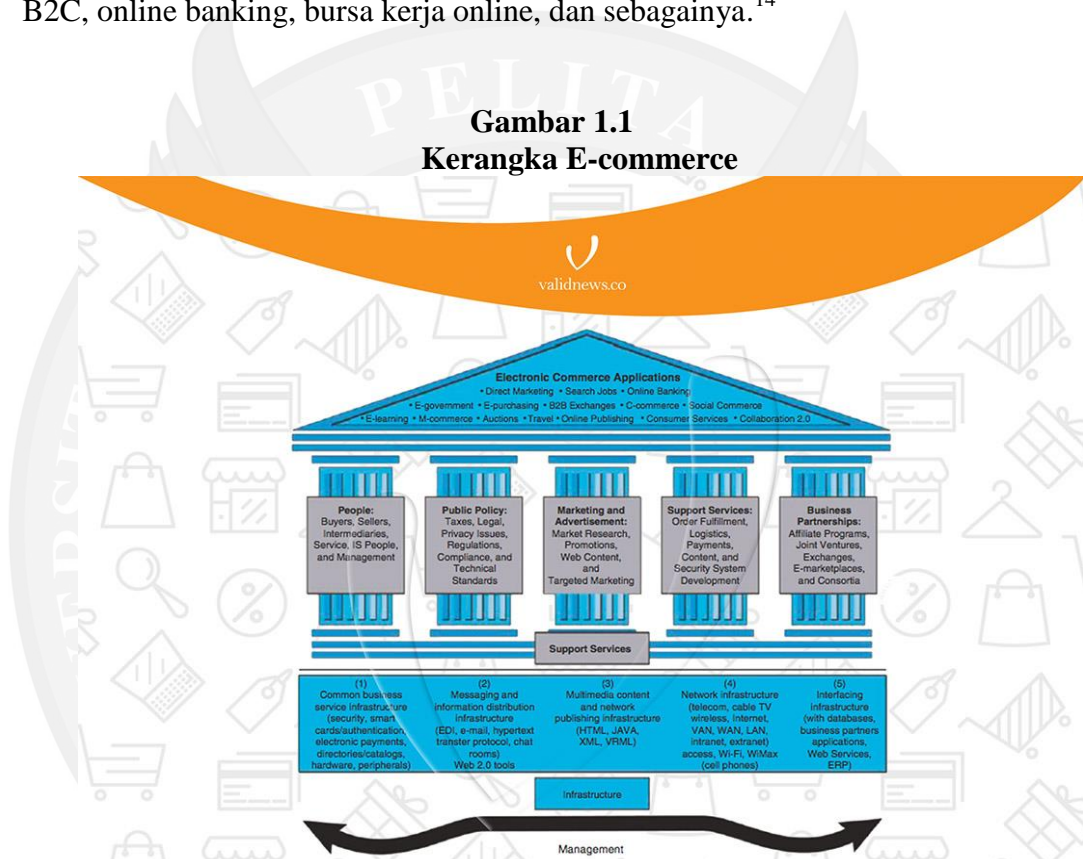 B2C, online banking, bursa kerja online, dan sebagainya.14
PELITA
Gambar 1.1
Kerangka E-commerce
validnews.co
Electronic Commerce Applications
• Direct Marketing • Search Jobs • Online Banking
• E-government • E-purchasing • B2B Exchanges • C-commerce • Social Commerce
• E-learning • M-commerce • Auctions • Travel • Online Publishing • Consumer Services • Collaboration 2.0
People:
Buyers, Sellers,
Intermediaries,
Service, IS People,
and Management
Public Policy:
Taxes, Legal,
Privacy Issues,
Regulations,
Compliance, and
Technical
Standards
Marketing and
Advertisement:
Market Research,
Promotions,
Web Content,
and
Targeted Marketing
Support Services:
Order Fulfillment,
Logistics,
Payments,
Content, and
Security System
Development
Business
Partnerships:
Affiliate Programs,
Joint Ventures,
Exchanges,
E-marketplaces,
and Consortia
Support Services
(1)
Common business
service infrastructure
(security, smart
cards/authentication,
electronic payments,
directories/catalogs,
hardware, peripherals)
(2)
Messaging and
information distribution
infrastructure
(EDI, e-mail, hypertext
transfer protocol, chat
rooms)
Web 2.0 tools
(3)
Multimedia content
and network
publishing infrastructure
(HTML, JAVA,
XML, VRML)
(4)
Network infrastructure
(telecom, cable TV
wireless, Internet,
VAN, WAN, LAN,
intranet, extranet)
access, Wi-Fi, WiMax
(cell phones)
(5)
Interfacing
infrastructure
(with databases,
business partners
applications,
Web Services,
ERP)
Infrastructure
Management